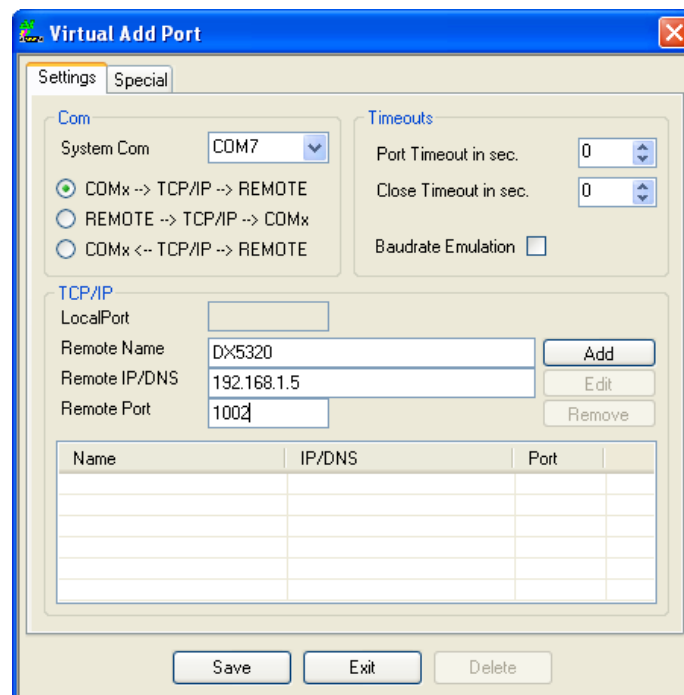 Virtual Add Port
Settings Special
Com
System Com COM7
COMx --> TCP/IP --> REMOTE
REMOTE --> TCP/IP --> COMx
COMx <-- TCP/IP --> REMOTE
Timeouts
Port Timeout in sec. 0
Close Timeout in sec. 0
Baudrate Emulation
TCP/IP
LocalPort
Remote Name DX5320 Add
Remote IP/DNS 192.168.1.5 Edit
Remote Port 1002 Remove
Name IP/DNS Port
Save Exit Delete